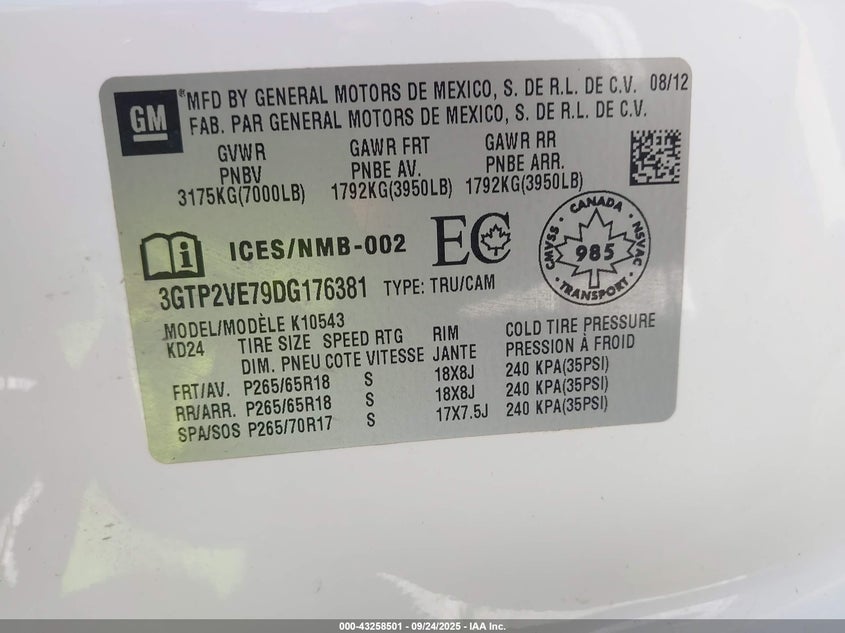 GM
*MFD BY GENERAL MOTORS DE MEXICO, S. DE R.L. DE C.V. 08/12
FAB. PAR GENERAL MOTORS DE MEXICO, S. DE R.L. DE C.V.
GVWR GAWR FRT GAWR RR
PNBV PNBE AV. PNBE ARR.
3175KG(7000LB) 1792KG(3950LB) 1792KG(3950LB)
ICES/NMB-002 EC
CANADA
CMVSS NSVAC
985
TRANSPORT
3GTP2VE79DG176381 TYPE: TRU/CAM
MODEL/MODÈLE K10543
KD24 TIRE SIZE SPEED RTG RIM COLD TIRE PRESSURE
DIM. PNEU COTE VITESSE JANTE PRESSION À FROID
FRT/AV. P265/65R18 S 18X8J 240 KPA(35PSI)
RR/ARR. P265/65R18 S 18X8J 240 KPA(35PSI)
SPA/SOS P265/70R17 S 17X7.5J 240 KPA(35PSI)
000-43258501 - 09/24/2025 - IAA Inc.